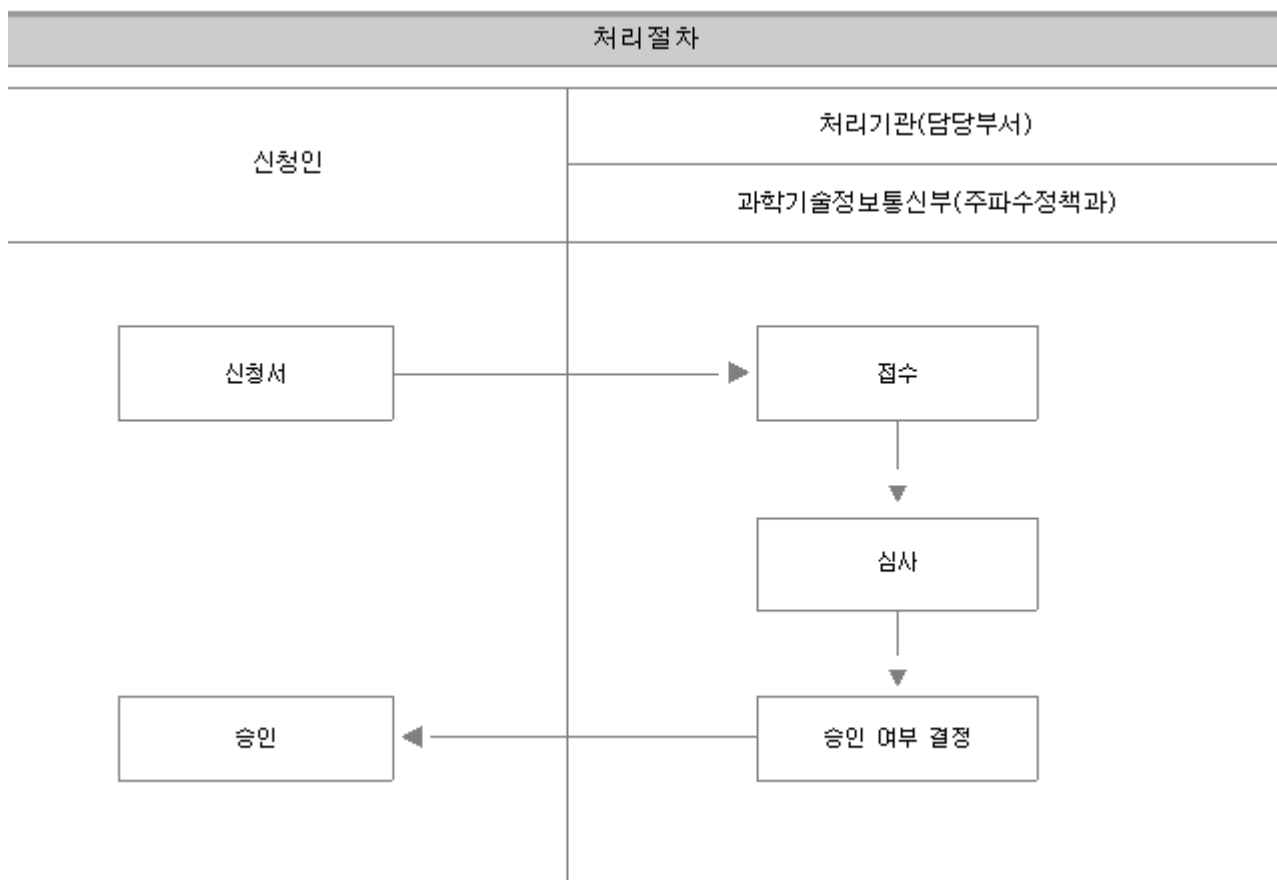 처리절차
신청인
처리기관(담당부서)
과학기술정보통신부(주파수정책과)
신청서
접수
심사
승인
승인 여부 결정